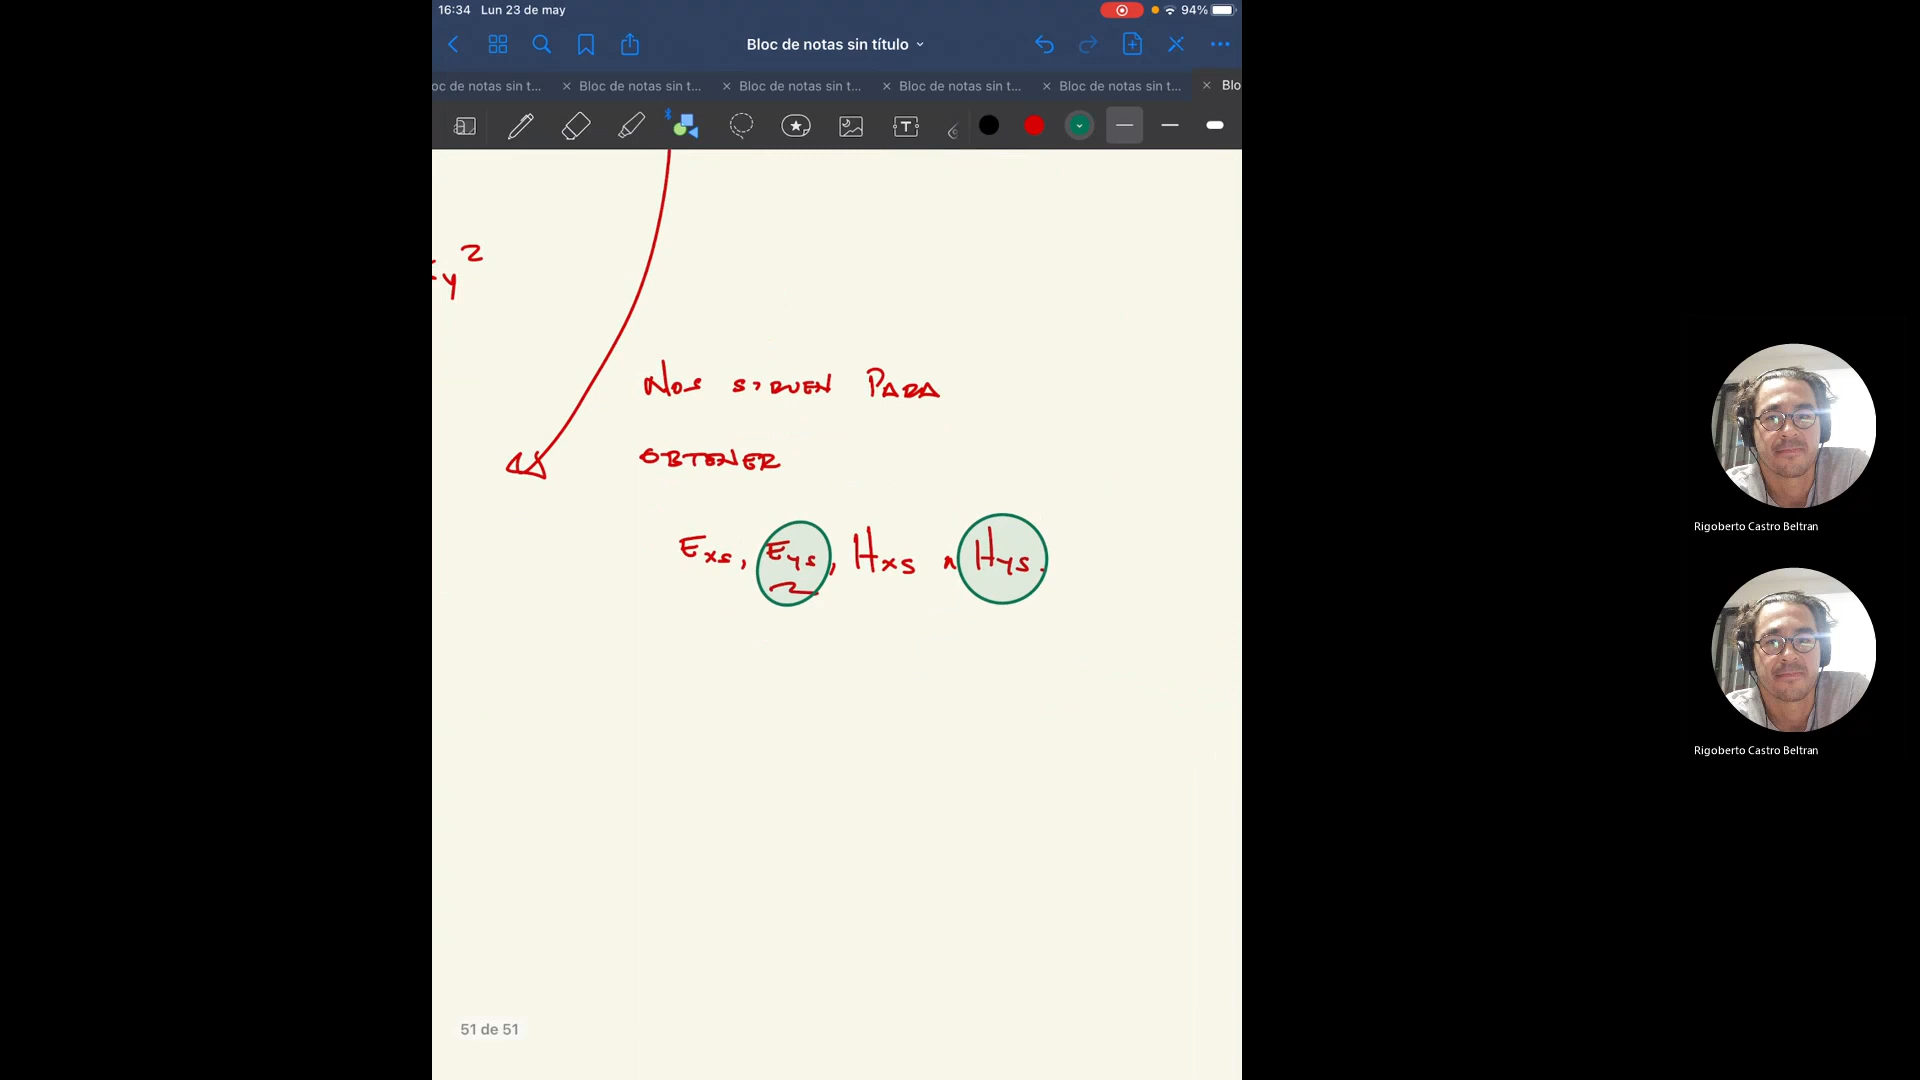 16:34 Lun 23 de may
94%
Bloc de notas sin título
oc de notas sin t...
Bloc de notas sin t...
Bloc de notas sin t...
Bloc de notas sin t...
Bloc de notas sin t...
Blo
y²
Nos sirven Para
obtener
Exs, Eys, Hxs Hys.
Rigoberto Castro Beltran
Rigoberto Castro Beltran
51 de 51